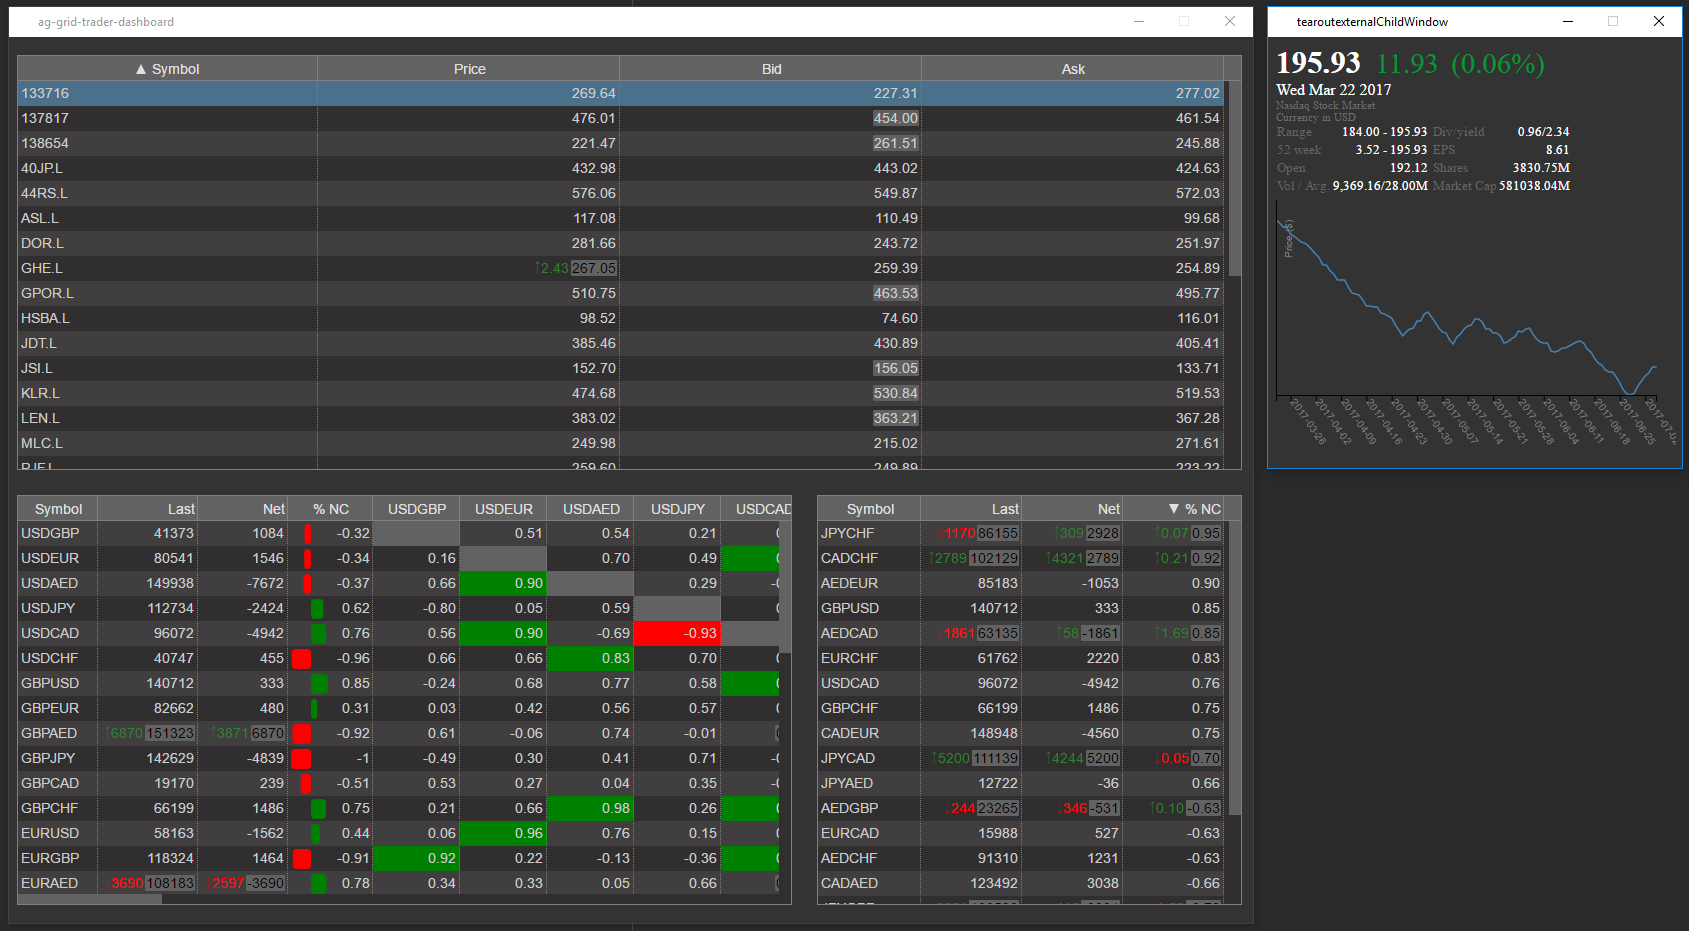 ag-grid-trader-dashboard
▲ Symbol Price Bid Ask
133716 269.64 227.31 277.02
137817 476.01 454.00 461.54
138654 221.47 261.51 245.88
40JP.L 432.98 443.02 424.63
44RS.L 576.06 549.87 572.03
ASL.L 117.08 110.49 99.68
DOR.L 281.66 243.72 251.97
GHE.L ↑2.43 267.05 259.39 254.89
GPOR.L 510.75 463.53 495.77
HSBA.L 98.52 74.60 116.01
JDT.L 385.46 430.89 405.41
JSI.L 152.70 156.05 133.71
KLR.L 474.68 530.84 519.53
LEN.L 383.02 363.21 367.28
MLC.L 249.98 215.02 271.61
259.60 249.89 223.22
Symbol Last Net % NC USDGBP USDEUR USDAED USDJPY USDCAD
USDGBP 41373 1084 -0.32 0.51 0.54 0.21
USDEUR 80541 1546 -0.34 0.16 0.70 0.49
USDAED 149938 -7672 -0.37 0.66 0.90 0.29
USDJPY 112734 -2424 0.62 -0.80 0.05 0.59
USDCAD 96072 -4942 0.76 0.56 0.90 -0.69 -0.93
USDCHF 40747 455 -0.96 0.66 0.66 0.83 0.70
GBPUSD 140712 333 0.85 -0.24 0.68 0.77 0.58
GBPEUR 82662 480 0.31 0.03 0.42 0.56 0.57
GBPAED ↑6870 151323 ↑3871 6870 -0.92 0.61 -0.06 0.74 -0.01
GBPJPY 142629 -4839 -1 -0.49 0.30 0.41 0.71
GBPCAD 19170 239 -0.51 0.53 0.27 0.04 0.35
GBPCHF 66199 1486 0.75 0.21 0.66 0.98 0.26
EURUSD 58163 -1562 0.44 0.06 0.96 0.76 0.15
EURGBP 118324 1464 -0.91 0.92 0.22 -0.13 -0.36
EURAED ↓3690 108183 ↓2597 -3690 0.78 0.34 0.33 0.05 0.66
Symbol Last Net ▼ % NC
JPYCHF ↓1170 86155 ↑309 2928 ↑0.07 0.95
CADCHF ↑2789 102129 ↑4321 2789 ↑0.21 0.92
AEDEUR 85183 -1053 0.90
GBPUSD 140712 333 0.85
AEDCAD ↓1861 63135 ↑58 -1861 ↑1.69 0.85
EURCHF 61762 2220 0.83
USDCAD 96072 -4942 0.76
GBPCHF 66199 1486 0.75
CADEUR 148948 -4560 0.75
JPYCAD ↑5200 111139 ↑4244 5200 ↓0.05 0.70
JPYAED 12722 -36 0.66
AEDGBP ↓244 23265 ↓346 -531 ↑0.10 -0.63
EURCAD 15988 527 -0.63
AEDCHF 91310 1231 -0.63
CADAED 123492 3038 -0.66
tearoutexternalChildWindow
195.93 11.93 (0.06%)
Wed Mar 22 2017
Nasdaq Stock Market
Currency in USD
Range 184.00 - 195.93 Div/yield 0.96/2.34
52 week 3.52 - 195.93 EPS 8.61
Open 192.12 Shares 3830.75M
Vol / Avg. 9,369.16/28.00M Market Cap 581038.04M
Price ($)
2017-03-26 2017-04-02 2017-04-09 2017-04-16 2017-04-23 2017-04-30 2017-05-07 2017-05-14 2017-05-21 2017-05-28 2017-06-04 2017-06-11 2017-06-18 2017-06-25 2017-07-02